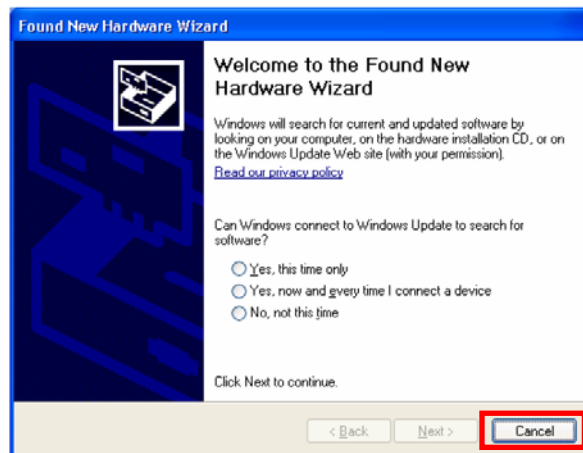 Found New Hardware Wizard
Welcome to the Found New
Hardware Wizard
Windows will search for current and updated software by
looking on your computer, on the hardware installation CD, or on
the Windows Update Web site (with your permission).
Read our privacy policy
Can Windows connect to Windows Update to search for
software?
Yes, this time only
Yes, now and every time I connect a device
No, not this time
Click Next to continue.
< Back Next > Cancel